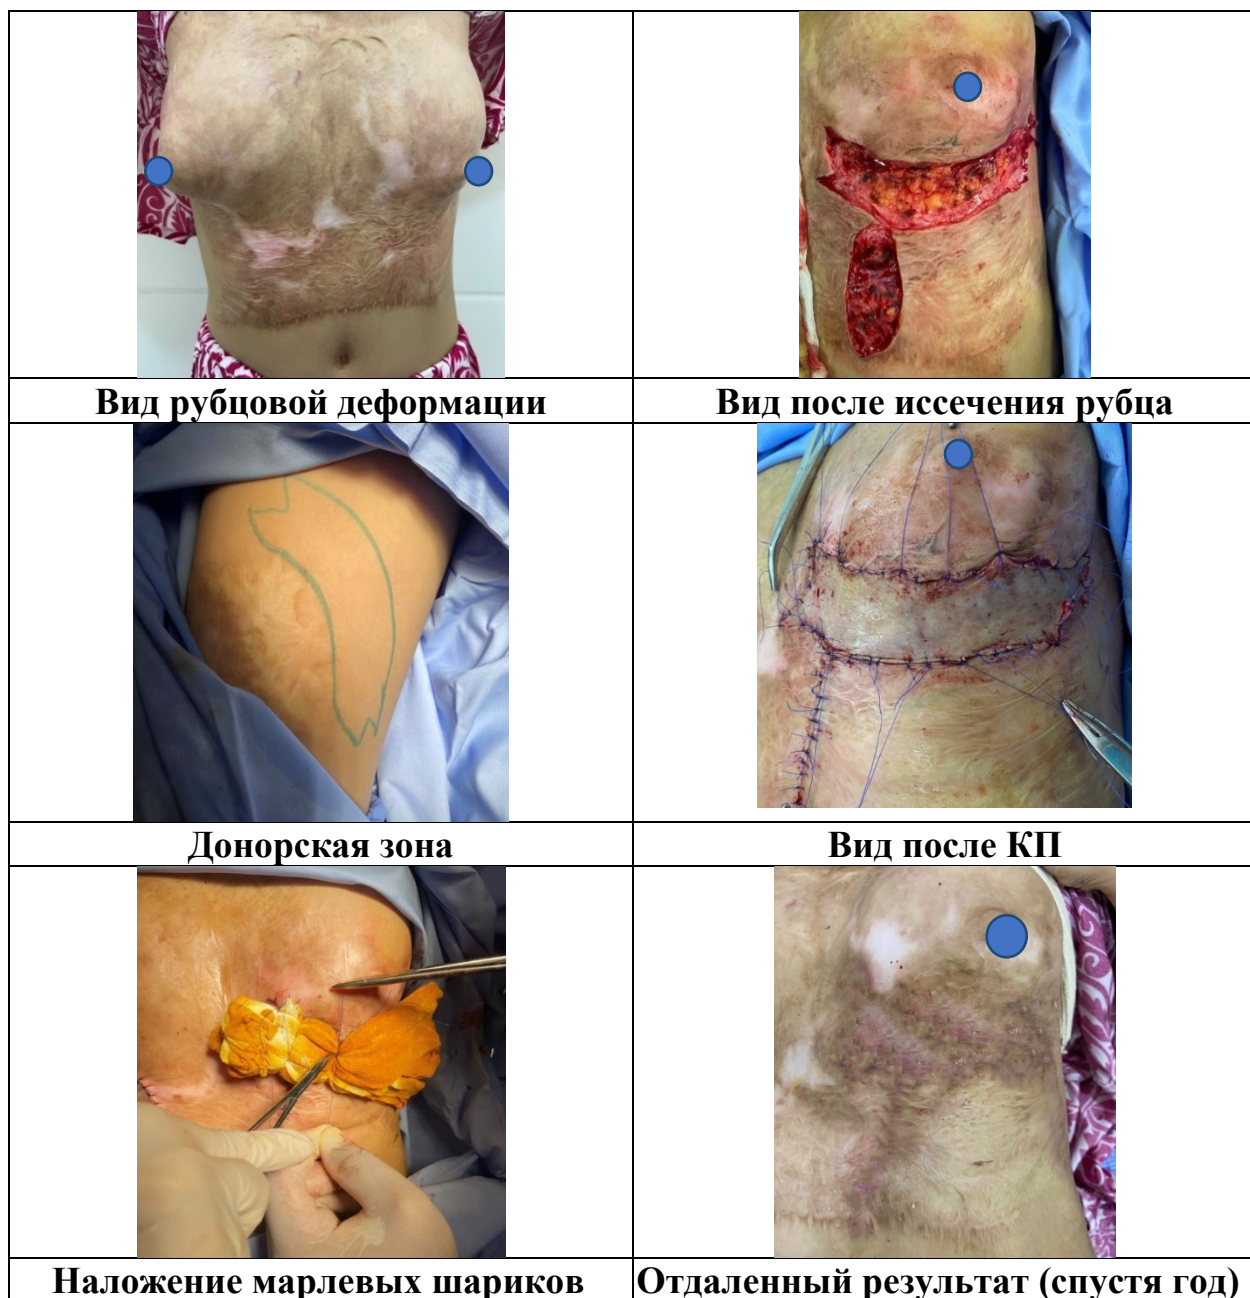 Вид рубцовой деформации
Вид после иссечения рубца
Донорская зона
Вид после КП
Наложение марлевых шариков
Отдаленный результат (спустя год)